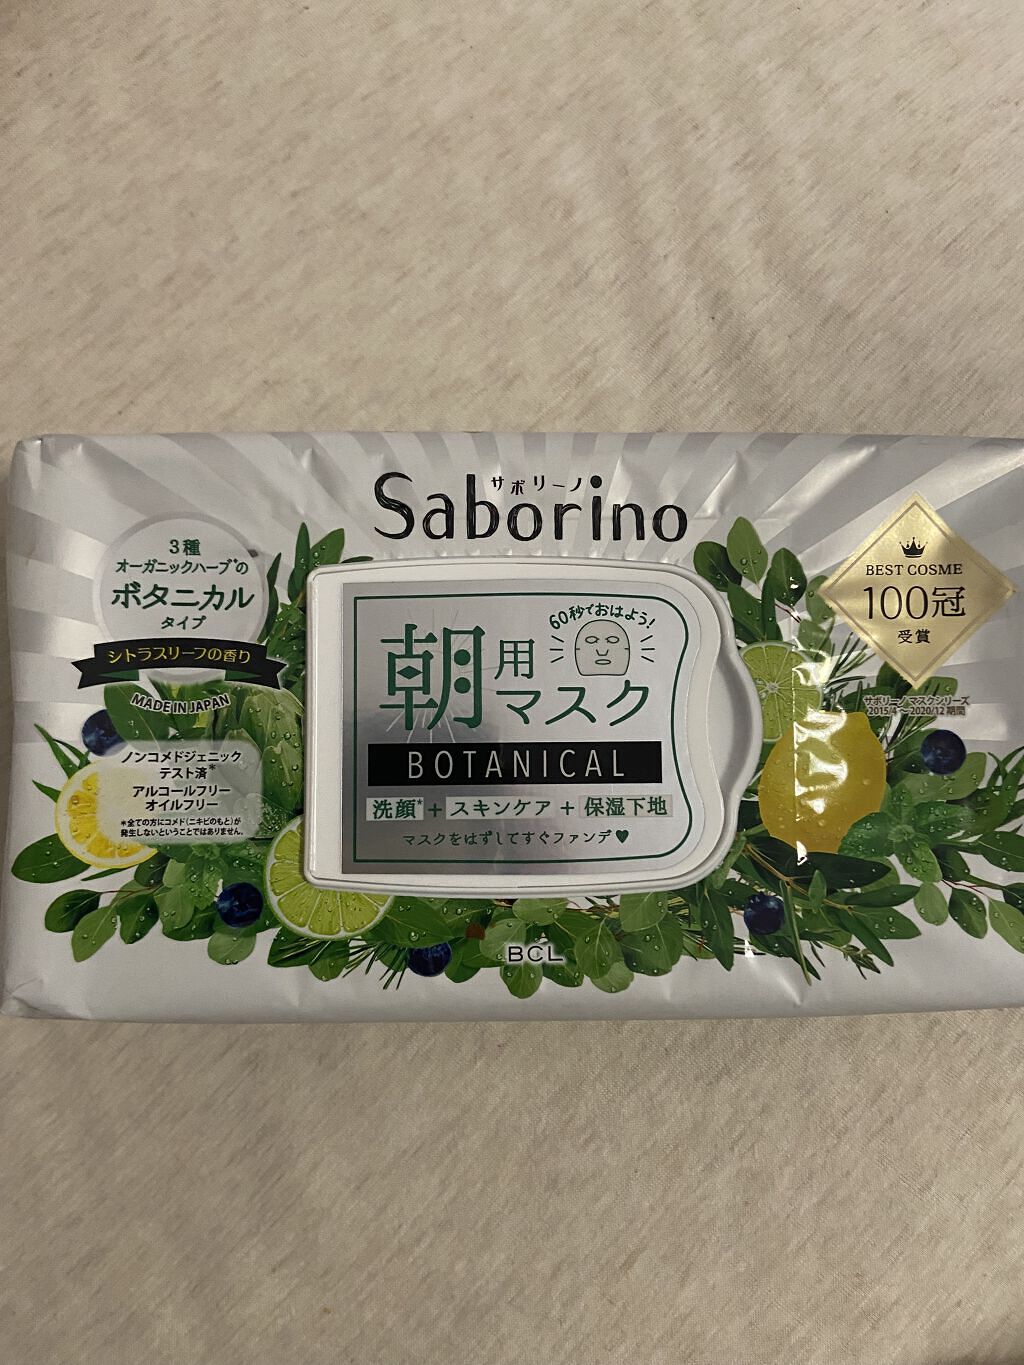 サボリーノ
Saborino
3種
オーガニックハーブ*の
ボタニカル
タイプ
シトラスリーフの香り
MADE IN JAPAN
ノンコメドジェニック
テスト済*
アルコールフリー
オイルフリー
*全ての方にコメド(ニキビのもと)が
発生しないということではありません。
60秒でおはよう!
朝用
マスク
BOTANICAL
洗顔*+スキンケア+保湿下地
マスクをはずしてすぐファンデ♥
BCL
BEST COSME
100冠
受賞
サボリーノ マスクシリーズ
2015/4〜2020/12 期間